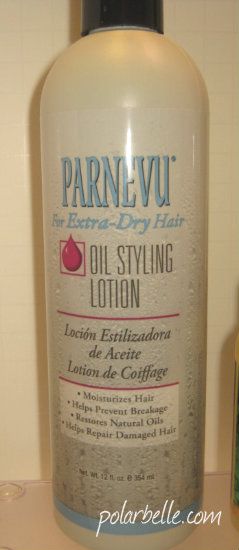 PARNEVU®
For Extra-Dry Hair
OIL STYLING
LOTION
Loción Estilizadora
de Aceite
Lotion de Coiffage
• Moisturizes Hair
• Helps Prevent Breakage
• Restores Natural Oils
• Helps Repair Damaged Hair
Net. Wt. 12 fl. oz. e 354 ml
polarbelle.com